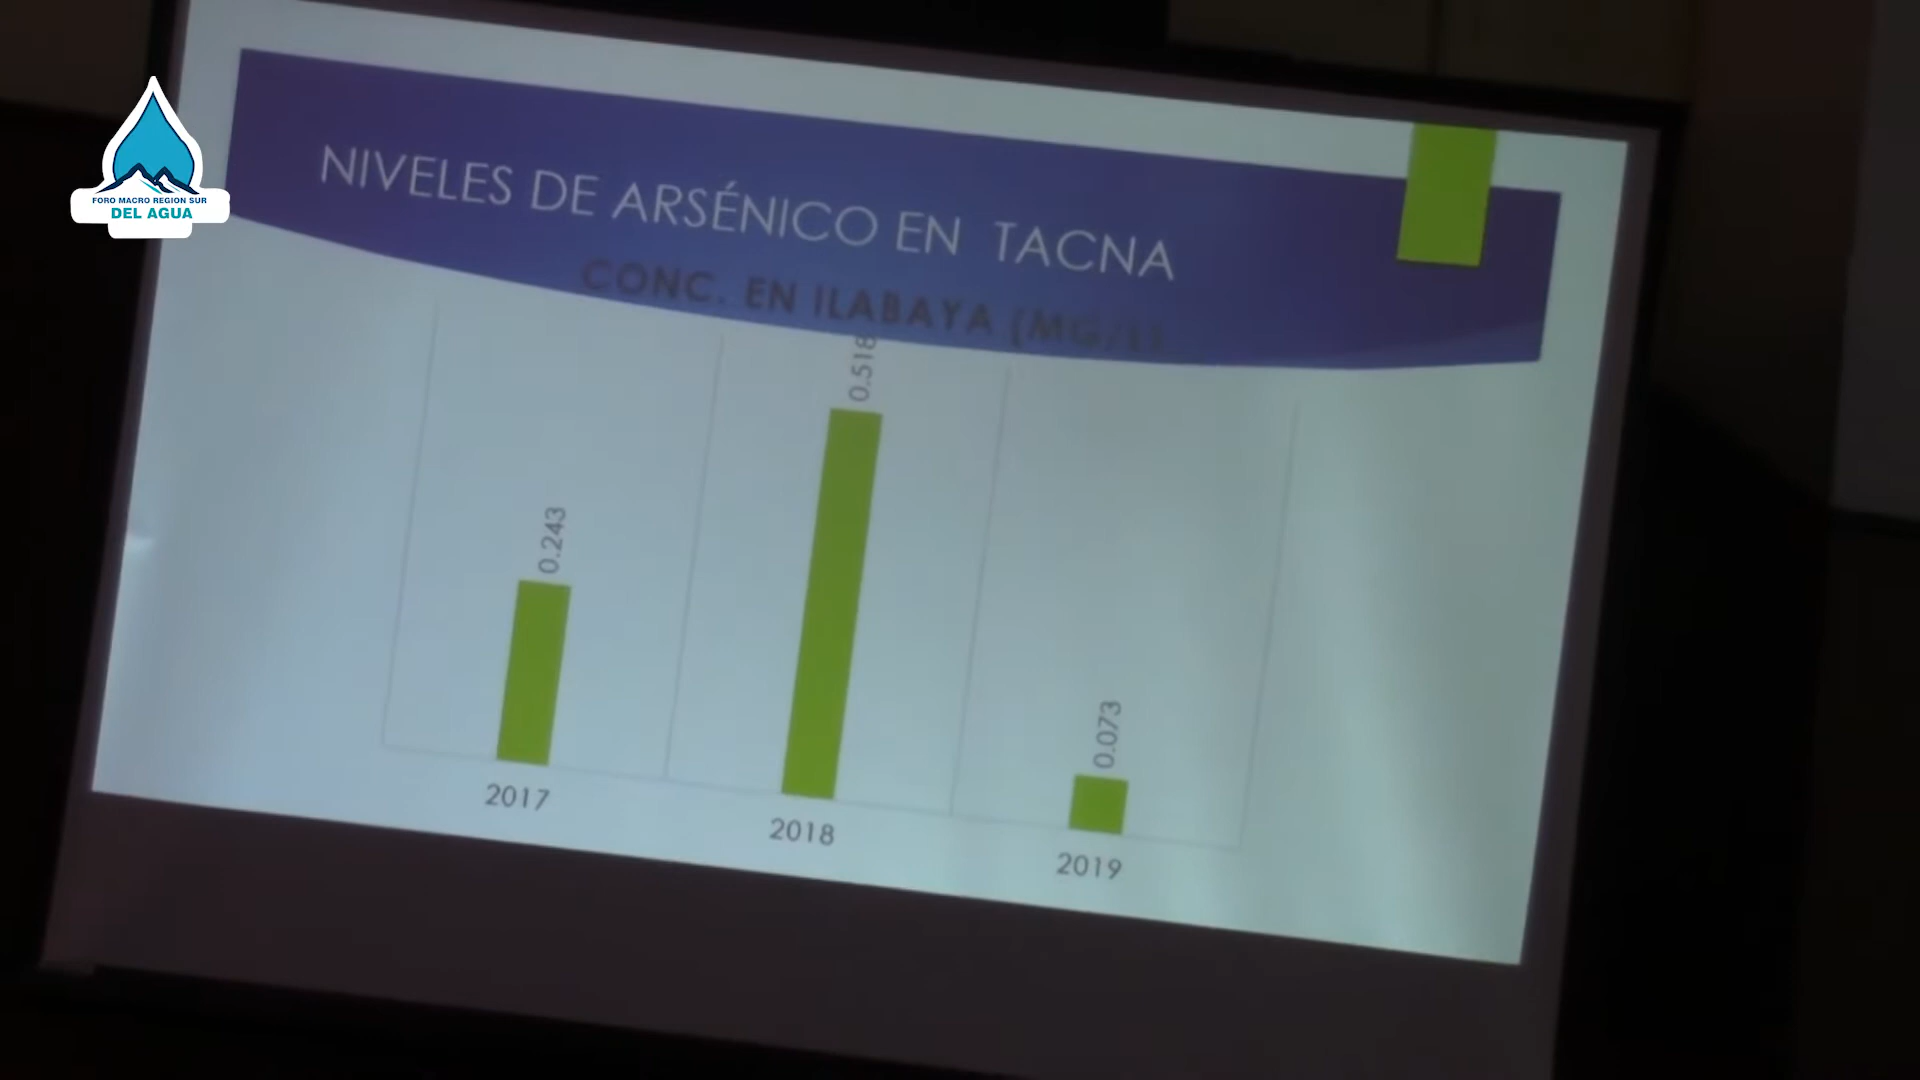 FORO MACRO REGION SUR
DEL AGUA
NIVELES DE ARSÉNICO EN TACNA
CONC. EN ILABAYA (MG/L)
0.243
0.518
0.073
2017
2018
2019